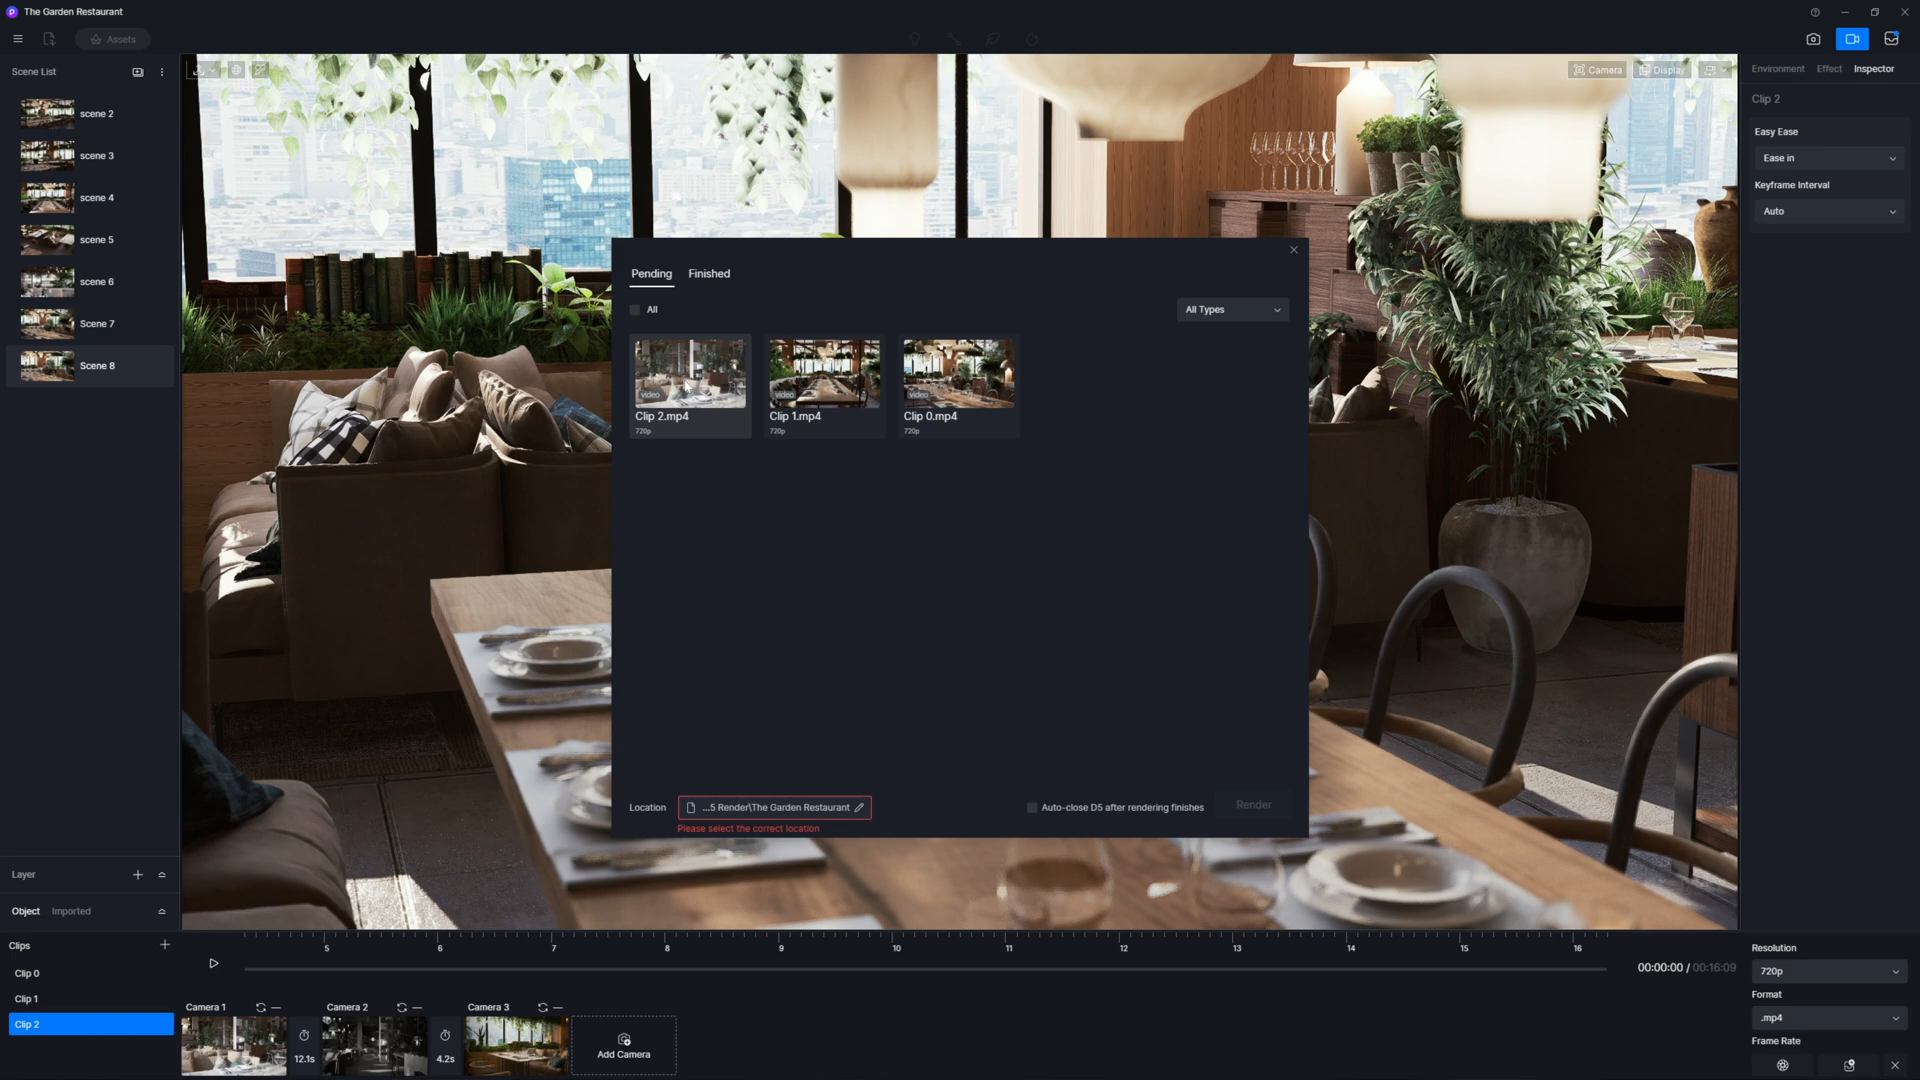 The Garden Restaurant
Assets
Scene List
scene 2
scene 3
scene 4
scene 5
scene 6
Scene 7
Scene 8
Layer
Object Imported
Camera
Display
Environment Effect Inspector
Clip 2
Easy Ease
Ease in
Keyframe Interval
Auto
Pending Finished
All
All Types
video video video
Clip 2.mp4 Clip 1.mp4 Clip 0.mp4
720p 720p 720p
Location ...5 Render\The Garden Restaurant
Please select the correct location
Auto-close D5 after rendering finishes
Render
Clips
Clip 0
Clip 1
Clip 2
5 6 7 8 9 10 11 12 13 14 15 16
00:00:00 / 00:16:09
Camera 1 Camera 2 Camera 3
12.1s 4.2s
Add Camera
Resolution
720p
Format
.mp4
Frame Rate